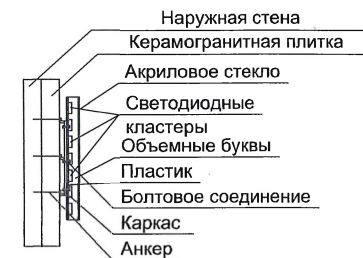 Наружная стена
Керамогранитная плитка
Акриловое стекло
Светодиодные
кластеры
Объемные буквы
Пластик
Болтовое соединение
Каркас
Анкер